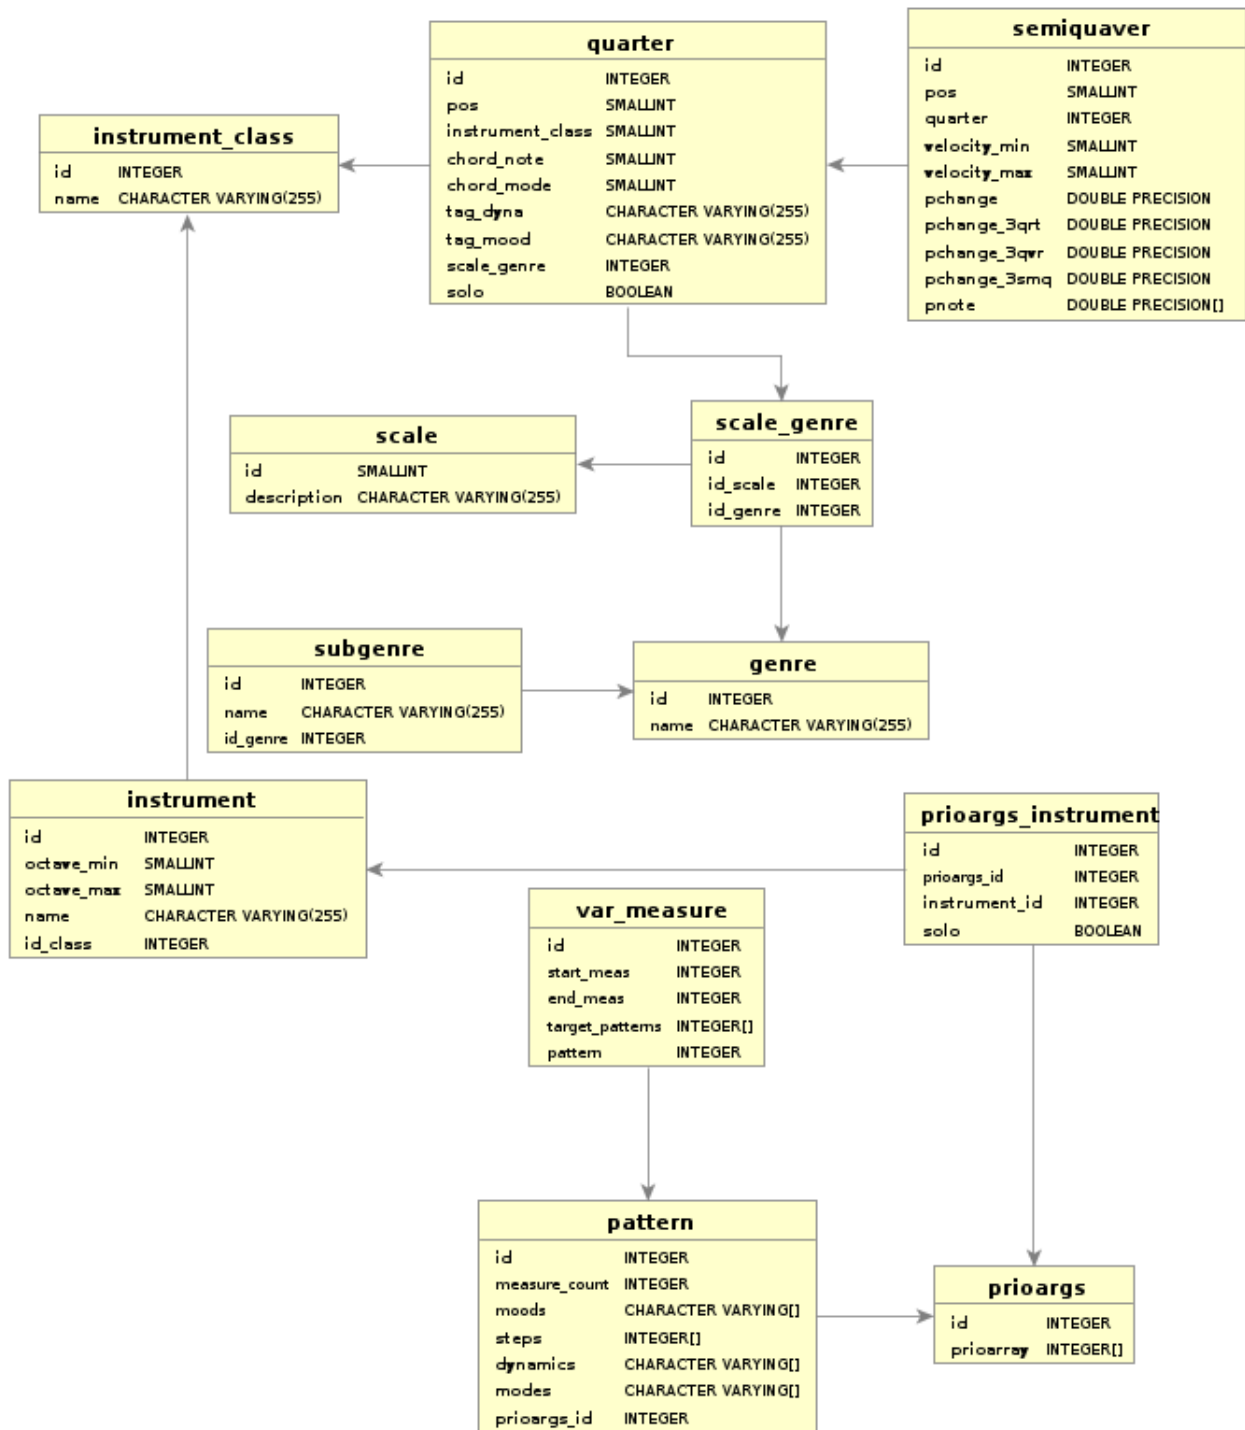 quarter
id INTEGER
pos SMALLINT
instrument_class SMALLINT
chord_note SMALLINT
chord_mode SMALLINT
tag_dyna CHARACTER VARYING(255)
tag_mood CHARACTER VARYING(255)
scale_genre INTEGER
solo BOOLEAN
semiquaver
id INTEGER
pos SMALLINT
quarter INTEGER
velocity_min SMALLINT
velocity_max SMALLINT
pchange DOUBLE PRECISION
pchange_3qrt DOUBLE PRECISION
pchange_3qvr DOUBLE PRECISION
pchange_3smq DOUBLE PRECISION
pnote DOUBLE PRECISION[]
instrument_class
id INTEGER
name CHARACTER VARYING(255)
scale
id SMALLINT
description CHARACTER VARYING(255)
scale_genre
id INTEGER
id_scale INTEGER
id_genre INTEGER
subgenre
id INTEGER
name CHARACTER VARYING(255)
id_genre INTEGER
genre
id INTEGER
name CHARACTER VARYING(255)
instrument
id INTEGER
octave_min SMALLINT
octave_max SMALLINT
name CHARACTER VARYING(255)
id_class INTEGER
prioargs_instrument
id INTEGER
prioargs_id INTEGER
instrument_id INTEGER
solo BOOLEAN
var_measure
id INTEGER
start_meas INTEGER
end_meas INTEGER
target_patterns INTEGER[]
pattern INTEGER
pattern
id INTEGER
measure_count INTEGER
moods CHARACTER VARYING[]
steps INTEGER[]
dynamics CHARACTER VARYING[]
modes CHARACTER VARYING[]
prioargs_id INTEGER
prioargs
id INTEGER
prioarray INTEGER[]